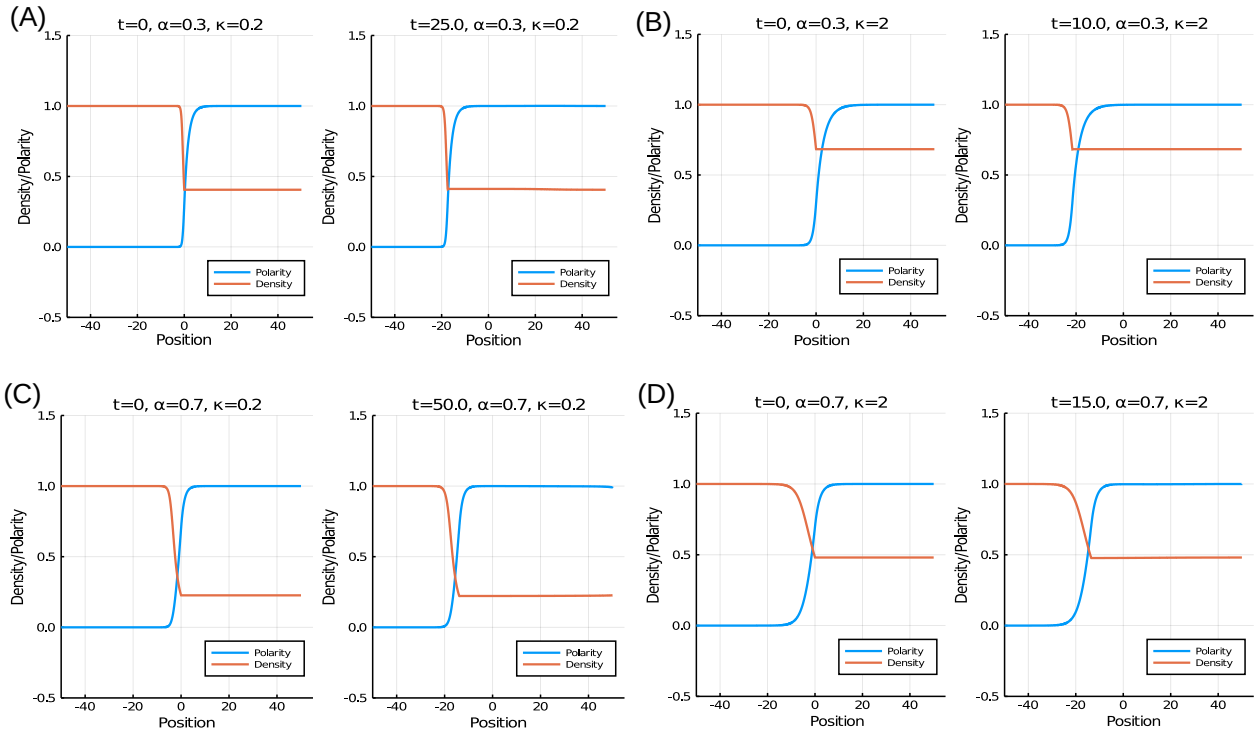 (A)
t=0, α=0.3, κ=0.2
1.5
1.0
0.5
0.0
-0.5
Density/Polarity
-40 -20 0 20 40
Position
Polarity
Density
t=25.0, α=0.3, κ=0.2
1.5
1.0
0.5
0.0
-0.5
Density/Polarity
-40 -20 0 20 40
Position
Polarity
Density
(B)
t=0, α=0.3, κ=2
1.5
1.0
0.5
0.0
-0.5
Density/Polarity
-40 -20 0 20 40
Position
Polarity
Density
t=10.0, α=0.3, κ=2
1.5
1.0
0.5
0.0
-0.5
Density/Polarity
-40 -20 0 20 40
Position
Polarity
Density
(C)
t=0, α=0.7, κ=0.2
1.5
1.0
0.5
0.0
-0.5
Density/Polarity
-40 -20 0 20 40
Position
Polarity
Density
t=50.0, α=0.7, κ=0.2
1.5
1.0
0.5
0.0
-0.5
Density/Polarity
-40 -20 0 20 40
Position
Polarity
Density
(D)
t=0, α=0.7, κ=2
1.5
1.0
0.5
0.0
-0.5
Density/Polarity
-40 -20 0 20 40
Position
Polarity
Density
t=15.0, α=0.7, κ=2
1.5
1.0
0.5
0.0
-0.5
Density/Polarity
-40 -20 0 20 40
Position
Polarity
Density